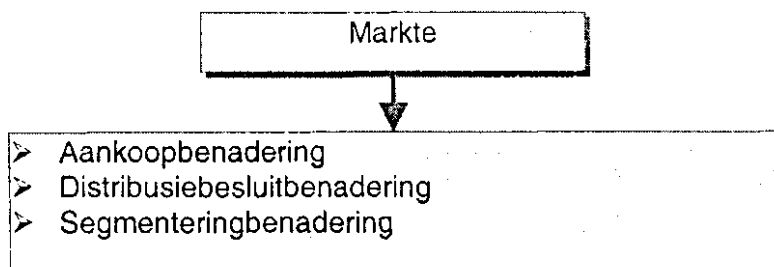 Markte
➢ Aankoopbenadering
➢ Distribusiebesluitbenadering
➢ Segmenteringbenadering